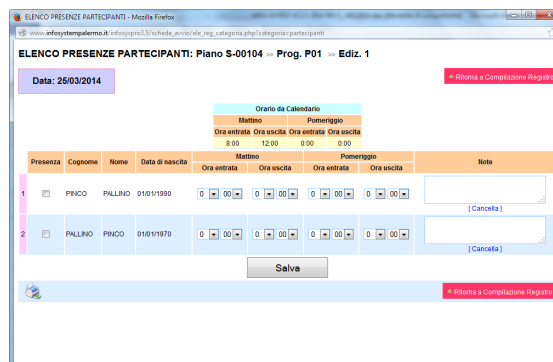 ELENCO PRESENZE PARTECIPANTI - Mozilla Firefox
www.infosystempalermo.it/infosyspro3.5/schede_avvio/ele_reg_categoria.php?categoria=partecipanti
ELENCO PRESENZE PARTECIPANTI: Piano S-00104 >> Prog. P01 >> Ediz. 1
Data: 25/03/2014
Ritorna a Compilazione Registro
Orario da Calendario
Mattino Pomeriggio
Ora entrata Ora uscita Ora entrata Ora uscita
8:00 12:00 0:00 0:00
Presenza Cognome Nome Data di nascita Mattino Pomeriggio Note
Ora entrata Ora uscita Ora entrata Ora uscita
1 PINCO PALLINO 01/01/1990 0 00 0 00 0 00 0 00
[ Cancella ]
2 PALLINO PINCO 01/01/1970 0 00 0 00 0 00 0 00
[ Cancella ]
Salva
Ritorna a Compilazione Registro